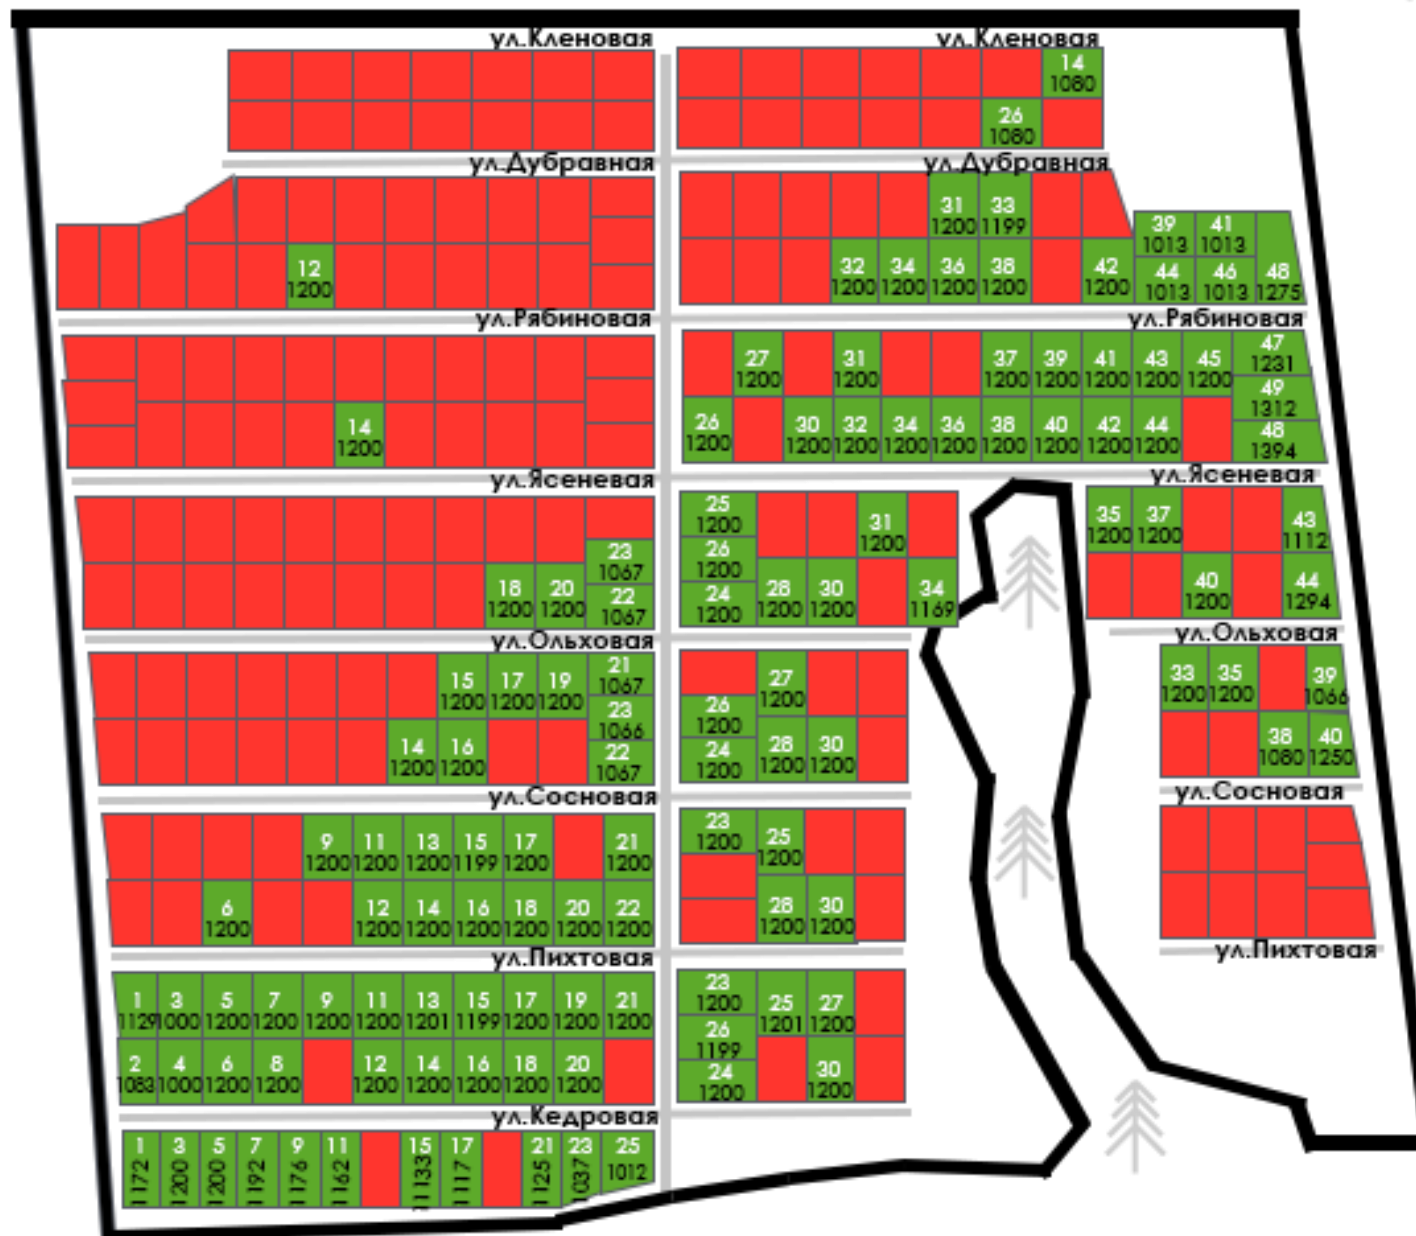 ул.Кленовая ул.Кленовая
14
1080
26
1080
ул.Дубравная ул.Дубравная
31 33
1200 1199
39 41
1013 1013
12
1200
32 34 36 38 42
1200 1200 1200 1200 1200
44 46 48
1013 1013 1275
ул.Рябиновая ул.Рябиновая
27 31 37 39 41 43 45 47
1200 1200 1200 1200 1200 1200 1200 1231
49
1312
14
1200
26 30 32 34 36 38 40 42 44 48
1200 1200 1200 1200 1200 1200 1200 1200 1200 1394
ул.Ясеневая ул.Ясеневая
25 31 35 37 43
1200 1200 1200 1200 1112
23 26
1067 1200
18 20 22 24 28 30 34 40 44
1200 1200 1067 1200 1200 1200 1169 1200 1294
ул.Ольховая ул.Ольховая
15 17 19 21 27 33 35 39
1200 1200 1200 1067 1200 1200 1200 1066
23 26
1066 1200
14 16 22 24 28 30 38 40
1200 1200 1067 1200 1200 1200 1080 1250
ул.Сосновая ул.Сосновая
9 11 13 15 17 21 23 25
1200 1200 1200 1199 1200 1200 1200 1200
6 12 14 16 18 20 22 28 30
1200 1200 1200 1200 1200 1200 1200 1200 1200
ул.Пихтовая ул.Пихтовая
1 3 5 7 9 11 13 15 17 19 21 23 25 27
1129 1000 1200 1200 1200 1200 1201 1199 1200 1200 1200 1200 1201 1200
26
1199
2 4 6 8 12 14 16 18 20 24 30
1083 1000 1200 1200 1200 1200 1200 1200 1200 1200 1200
ул.Кедровая
1 3 5 7 9 11 15 17 21 23 25
1172 1200 1200 1192 1176 1162 11133 1117 1125 1037 1012